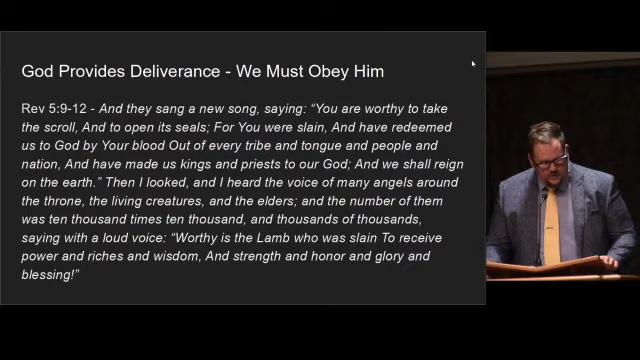 God Provides Deliverance - We Must Obey Him
Rev 5:9-12 - And they sang a new song, saying: “You are worthy to take
the scroll, And to open its seals; For You were slain, And have redeemed
us to God by Your blood Out of every tribe and tongue and people and
nation, And have made us kings and priests to our God; And we shall reign
on the earth.” Then I looked, and I heard the voice of many angels around
the throne, the living creatures, and the elders; and the number of them
was ten thousand times ten thousand, and thousands of thousands,
saying with a loud voice: “Worthy is the Lamb who was slain To receive
power and riches and wisdom, And strength and honor and glory and
blessing!”